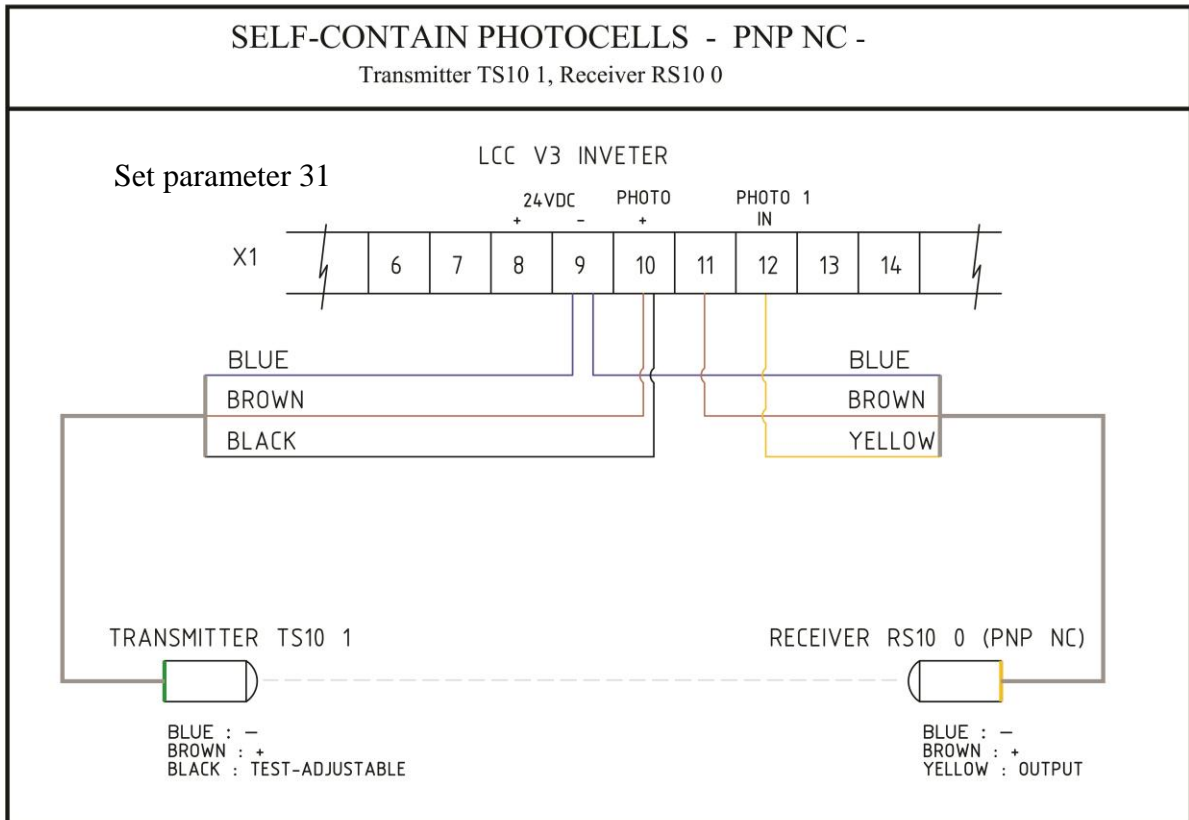 SELF-CONTAIN PHOTOCELLS - PNP NC -
Transmitter TS10 1, Receiver RS10 0
Set parameter 31
LCC V3 INVETER
24VDC PHOTO PHOTO 1
+ - + IN
X1 6 7 8 9 10 11 12 13 14
BLUE BLUE
BROWN BROWN
BLACK YELLOW
TRANSMITTER TS10 1 RECEIVER RS10 0 (PNP NC)
BLUE : —
BROWN : +
BLACK : TEST-ADJUSTABLE
BLUE : —
BROWN : +
YELLOW : OUTPUT